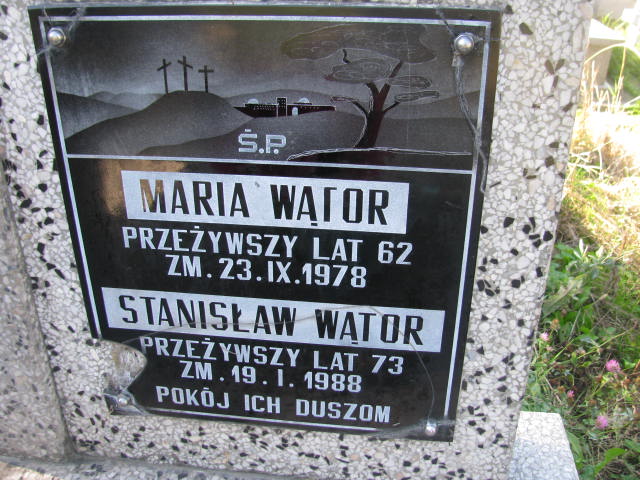 Ś.P.
MARIA WĄTOR
PRZEŻYWSZY LAT 62
ZM. 23.IX.1978
STANISŁAW WĄTOR
PRZEŻYWSZY LAT 73
ZM. 19.I.1988
POKÓJ ICH DUSZOM